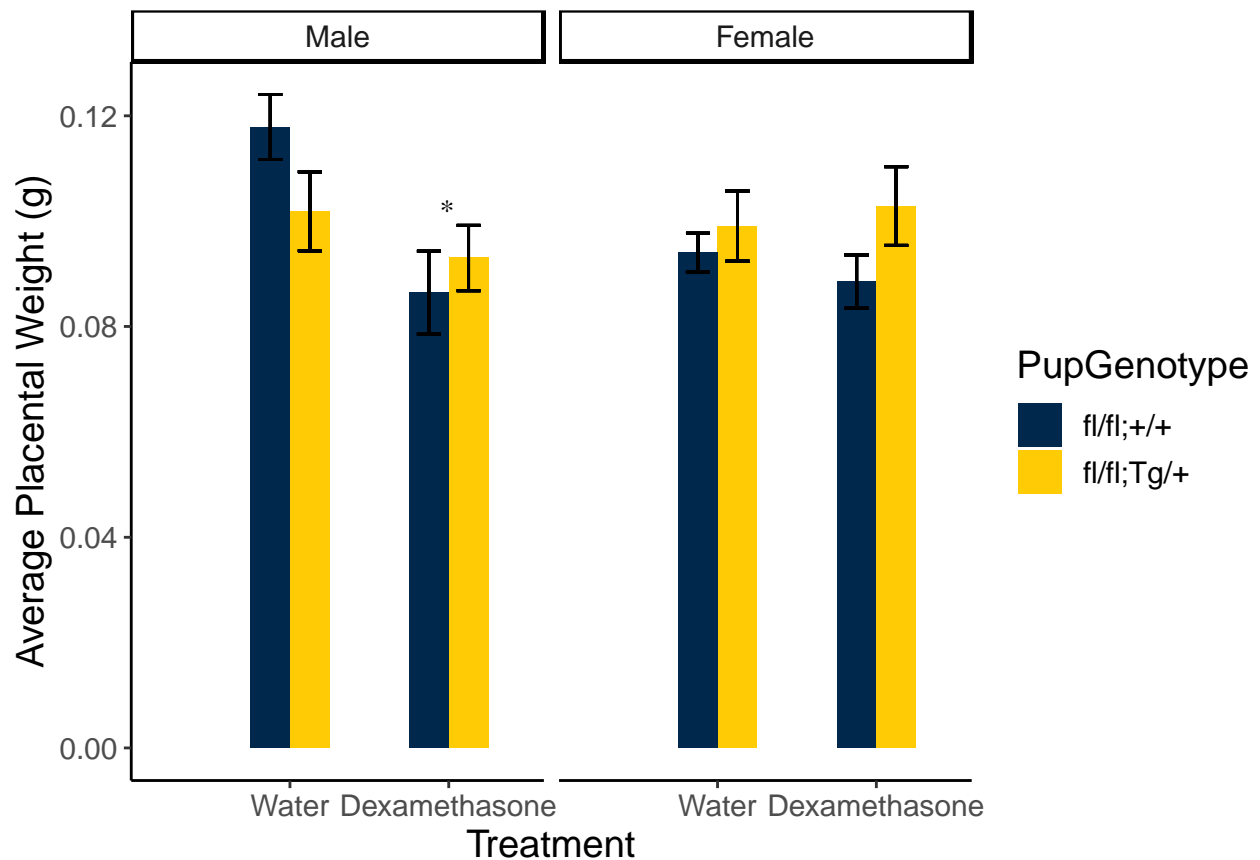 Male
Female
Average Placental Weight (g)
0.12
0.08
0.04
0.00
*
Water
Dexamethasone
Water
Dexamethasone
Treatment
PupGenotype
fl/fl;+/+
fl/fl;Tg/+